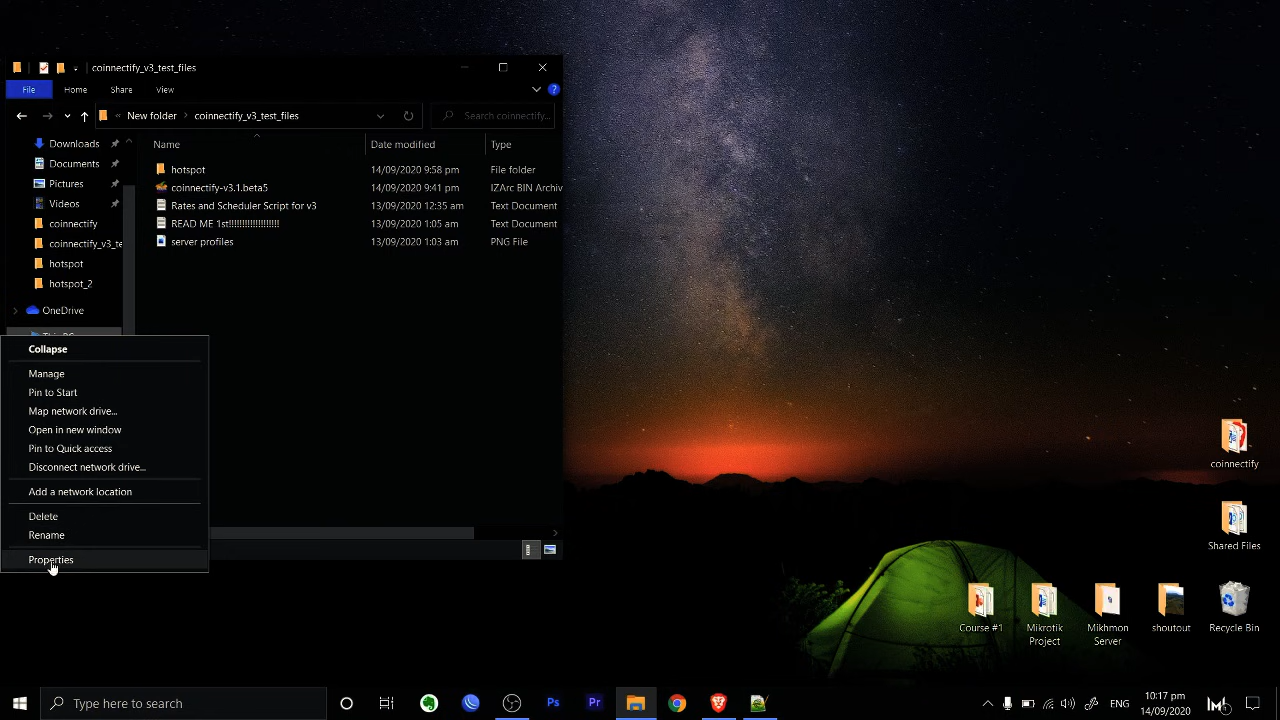 coinnectify_v3_test_files
File Home Share View
« New folder › coinnectify_v3_test_files
Search coinnectify...
Name Date modified Type
Downloads
Documents
Pictures
Videos
coinnectify
coinnectify_v3_te
hotspot
hotspot_2
OneDrive
hotspot 14/09/2020 9:58 pm File folder
coinnectify-v3.1.beta5 14/09/2020 9:41 pm IZArc BIN Archiv
Rates and Scheduler Script for v3 13/09/2020 12:35 am Text Document
READ ME 1st!!!!!!!!!!!!!!!!!!! 13/09/2020 1:05 am Text Document
server profiles 13/09/2020 1:03 am PNG File
Collapse
Manage
Pin to Start
Map network drive...
Open in new window
Pin to Quick access
Disconnect network drive...
Add a network location
Delete
Rename
Properties
coinnectify
Shared Files
Course #1
Mikrotik
Project
Mikhmon
Server
shoutout
Recycle Bin
Type here to search
Ps
Pr
ENG
10:17 pm
14/09/2020